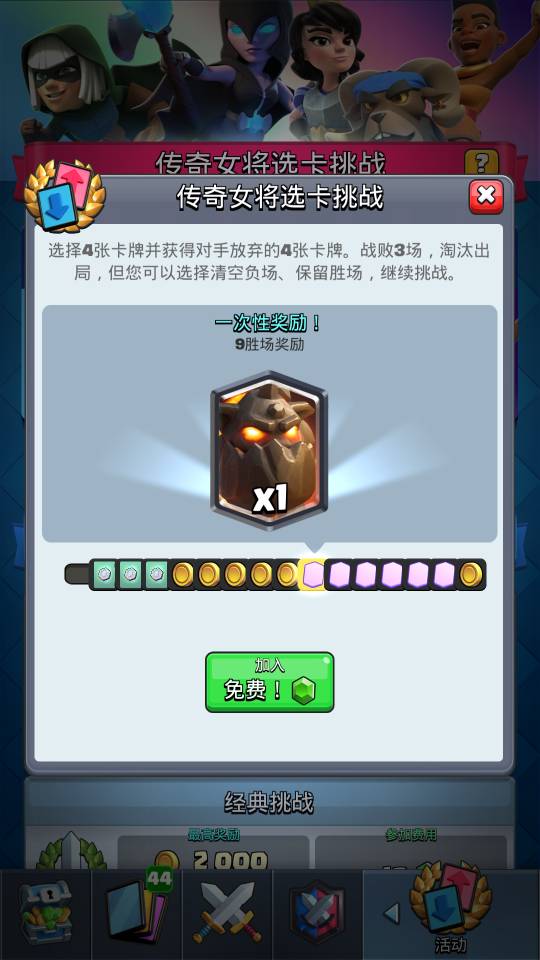 传奇女将选卡挑战
?
传奇女将选卡挑战
选择4张卡牌并获得对手放弃的4张卡牌。战败3场，淘汰出
局，但您可以选择清空负场、保留胜场，继续挑战。
一次性奖励！
9胜场奖励
x1
加入
免费！
经典挑战
最高奖励
参加费用
2 000
44
活动